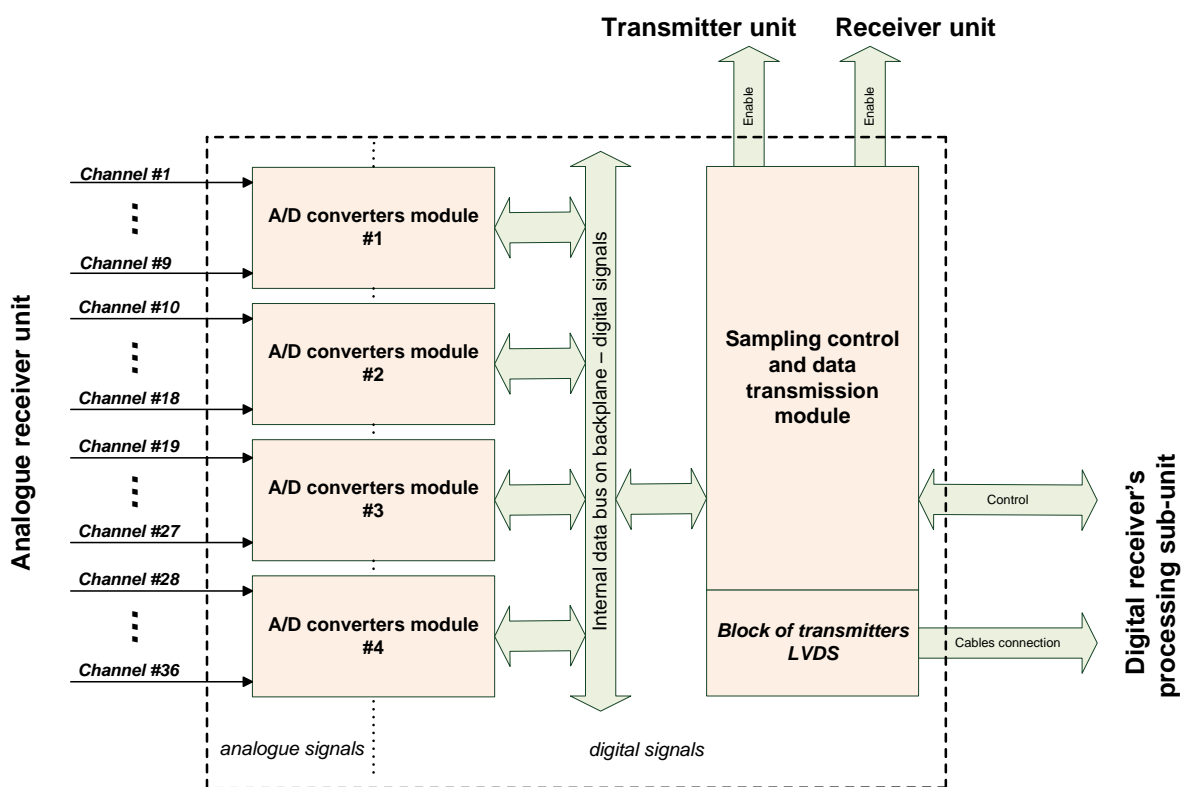 Transmitter unit
Receiver unit
Enable
Enable
Analogue receiver unit
Channel #1
Channel #9
Channel #10
Channel #18
Channel #19
Channel #27
Channel #28
Channel #36
A/D converters module
#1
A/D converters module
#2
A/D converters module
#3
A/D converters module
#4
Internal data bus on backplane – digital signals
Sampling control
and data
transmission
module
Block of transmitters
LVDS
Control
Cables connection
Digital receiver's
processing sub-unit
analogue signals
digital signals